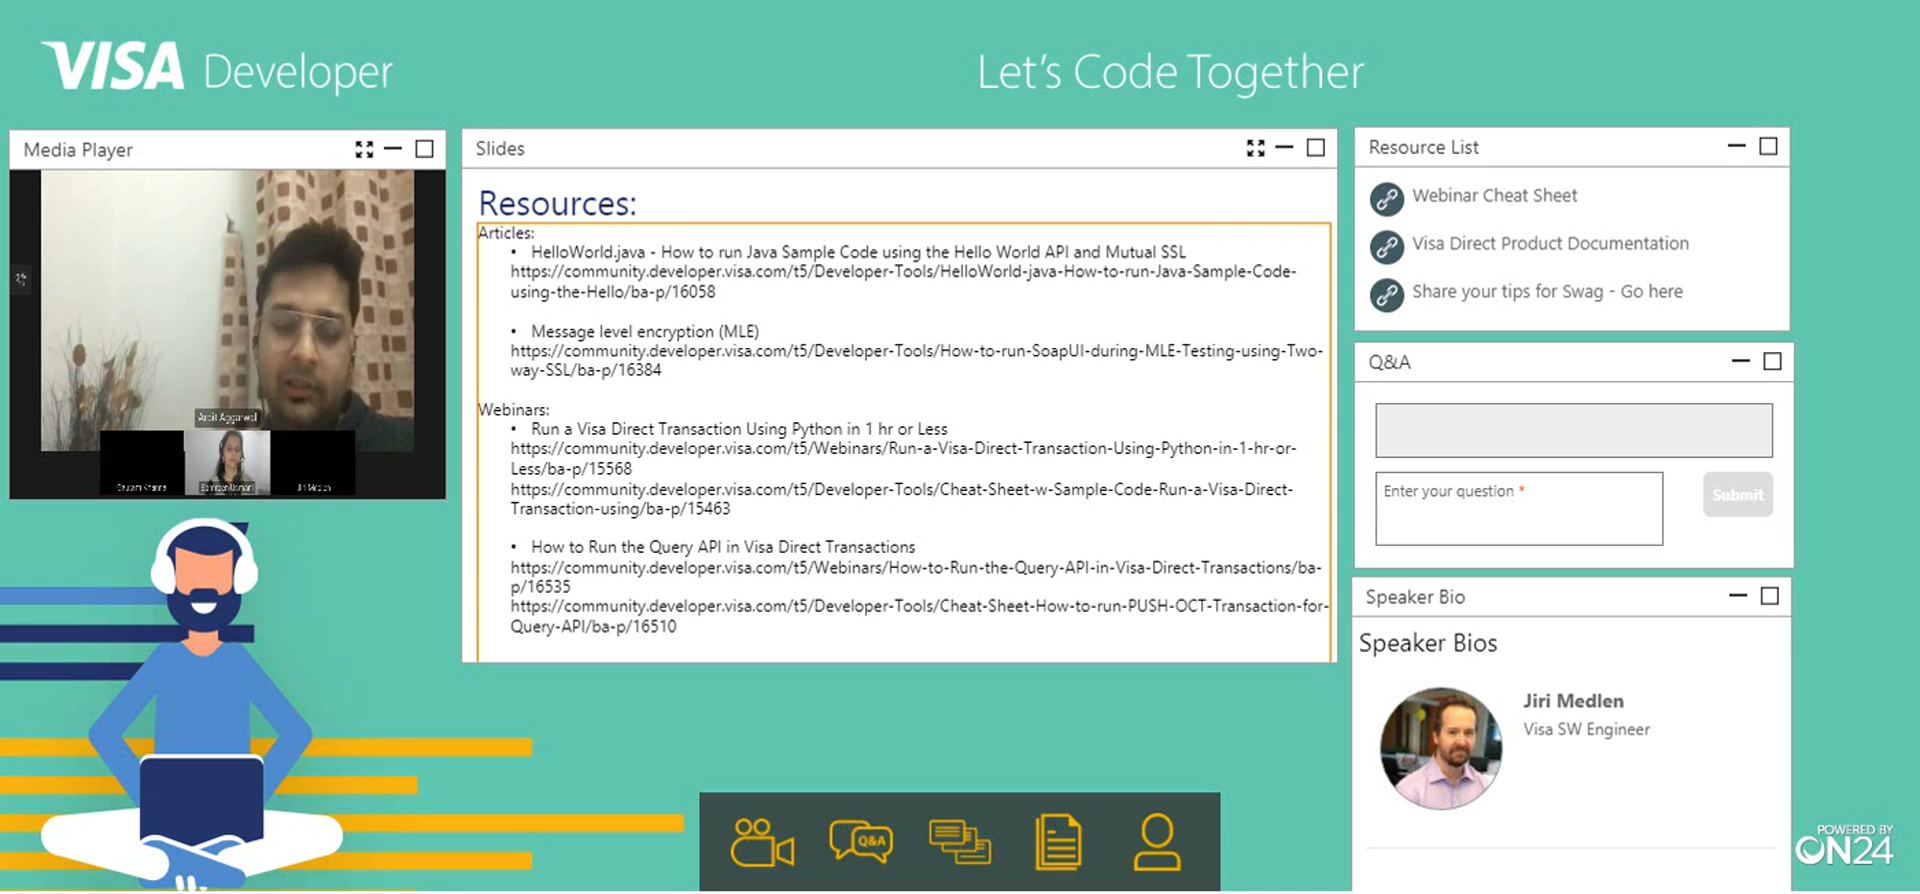 VISA Developer
Let's Code Together
Media Player
Arpit Aggarwal
Jiri Medlen
Slides
Resources:
Articles:
• HelloWorld.java - How to run Java Sample Code using the Hello World API and Mutual SSL
https://community.developer.visa.com/t5/Developer-Tools/HelloWorld-java-How-to-run-Java-Sample-Code-
using-the-Hello/ba-p/16058
• Message level encryption (MLE)
https://community.developer.visa.com/t5/Developer-Tools/How-to-run-SoapUI-during-MLE-Testing-using-Two-
way-SSL/ba-p/16384
Webinars:
• Run a Visa Direct Transaction Using Python in 1 hr or Less
https://community.developer.visa.com/t5/Webinars/Run-a-Visa-Direct-Transaction-Using-Python-in-1-hr-or-
Less/ba-p/15568
https://community.developer.visa.com/t5/Developer-Tools/Cheat-Sheet-w-Sample-Code-Run-a-Visa-Direct-
Transaction-using/ba-p/15463
• How to Run the Query API in Visa Direct Transactions
https://community.developer.visa.com/t5/Webinars/How-to-Run-the-Query-API-in-Visa-Direct-Transactions/ba-
p/16535
https://community.developer.visa.com/t5/Developer-Tools/Cheat-Sheet-How-to-run-PUSH-OCT-Transaction-for-
Query-API/ba-p/16510
Resource List
Webinar Cheat Sheet
Visa Direct Product Documentation
Share your tips for Swag - Go here
Q&A
Enter your question *
Submit
Speaker Bio
Speaker Bios
Jiri Medlen
Visa SW Engineer
Q&A
POWERED BY
ON24